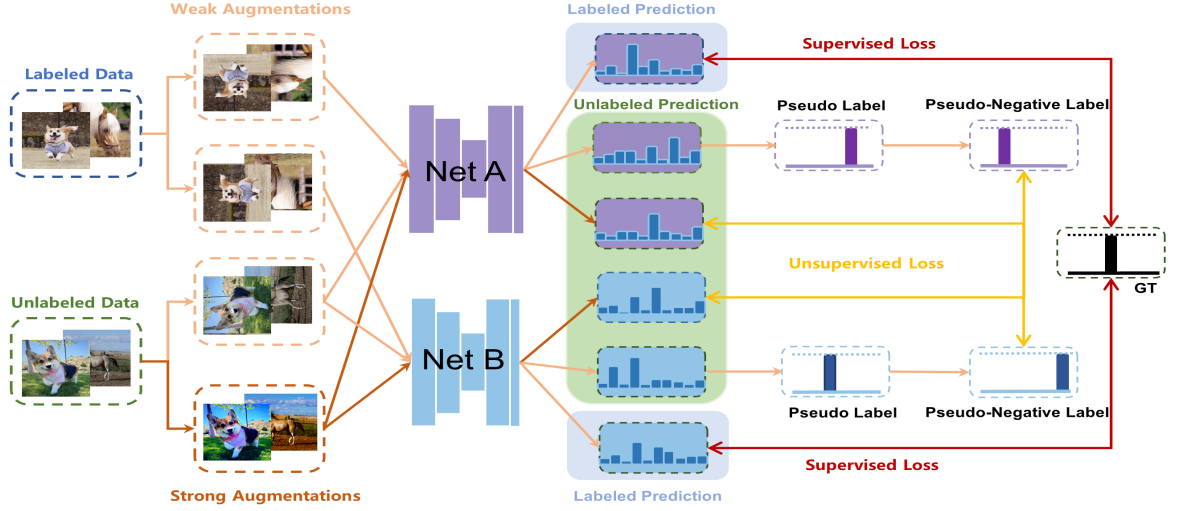 Weak Augmentations
Labeled Prediction
Supervised Loss
Labeled Data
Unlabeled Prediction
Pseudo Label
Pseudo-Negative Label
Net A
Unsupervised Loss
GT
Unlabeled Data
Net B
Pseudo Label
Pseudo-Negative Label
Supervised Loss
Strong Augmentations
Labeled Prediction